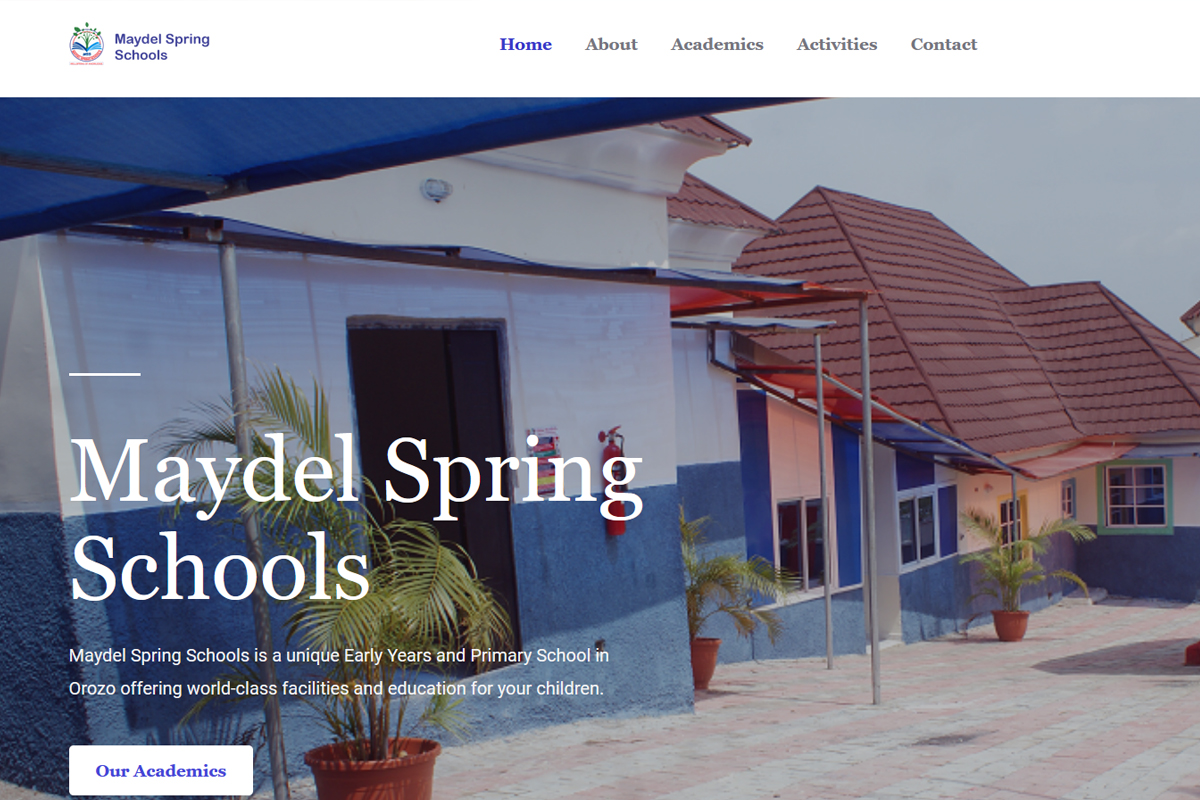 Maydel Spring
Schools
Home
About
Academics
Activities
Contact
Maydel Spring
Schools
Maydel Spring Schools is a unique Early Years and Primary School in
Orozo offering world-class facilities and education for your children.
Our Academics